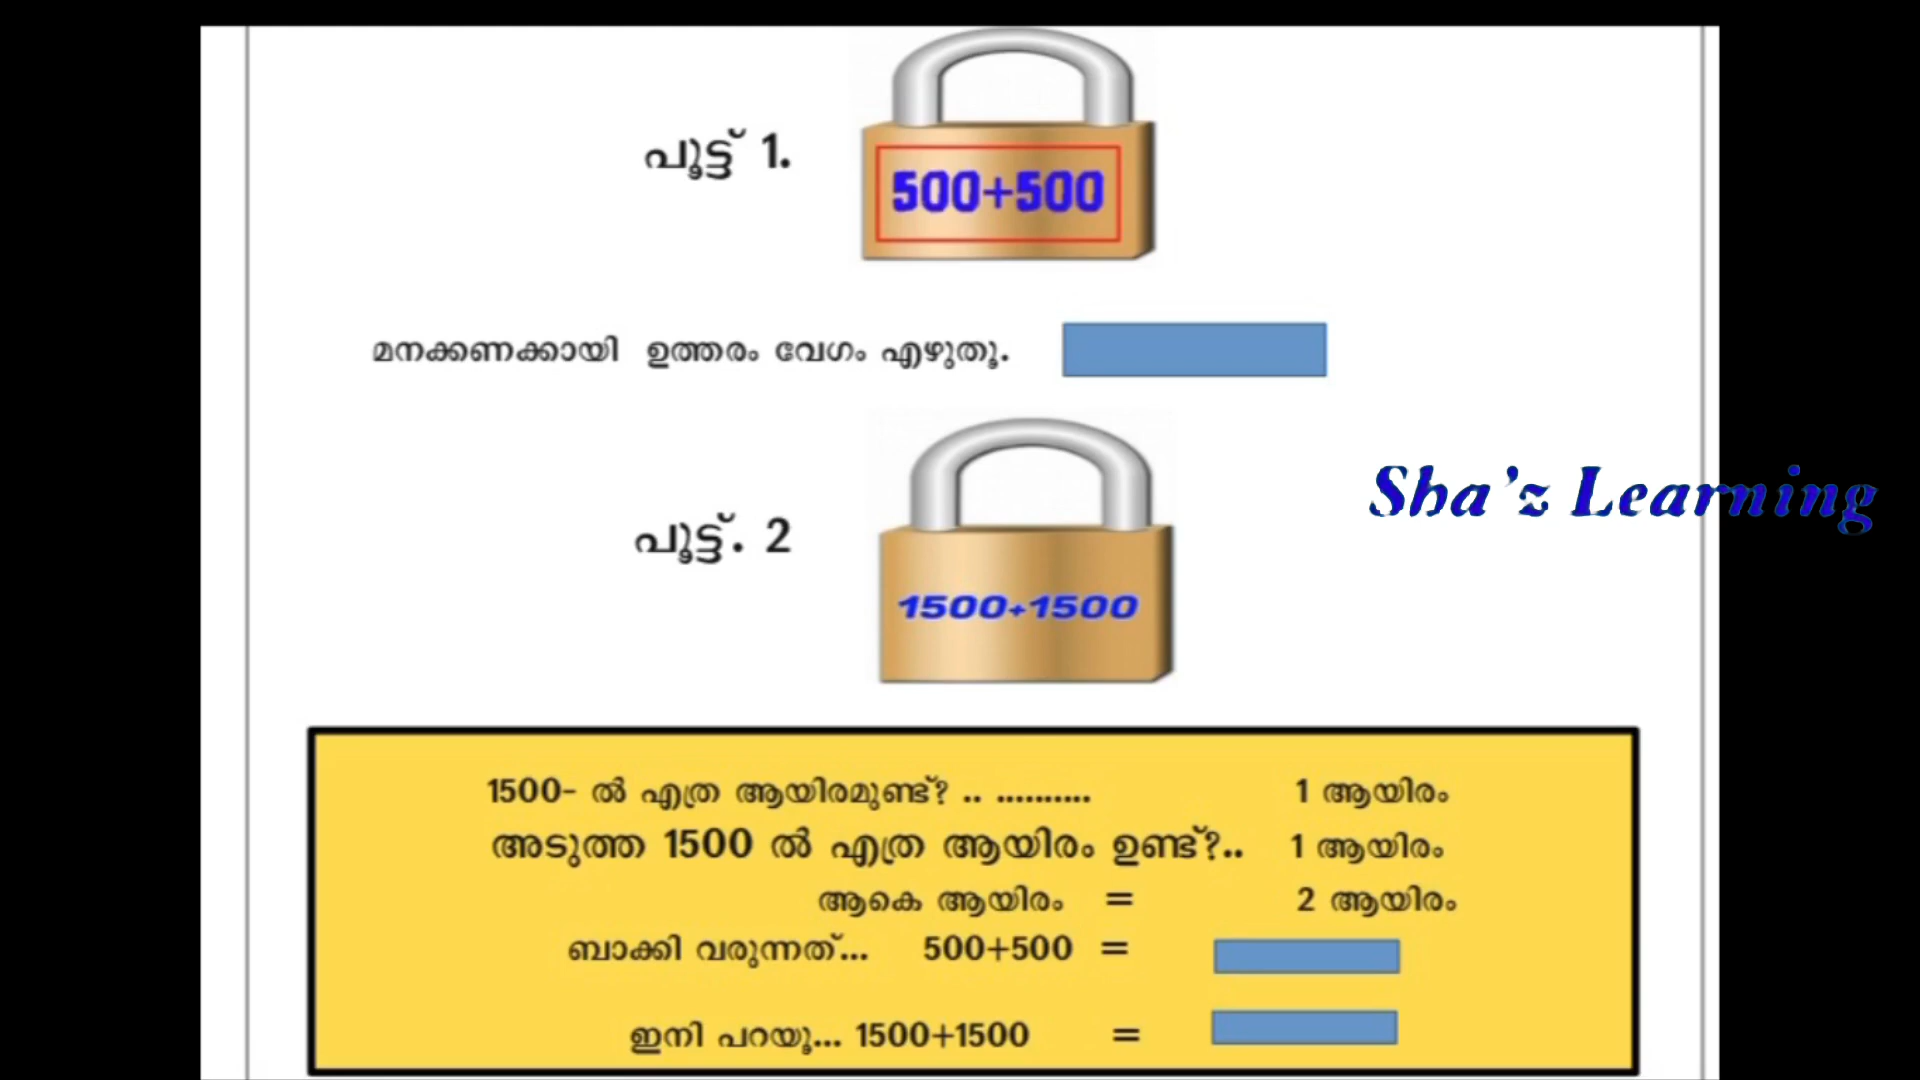 പൂട്ട് 1.
500+500
മനക്കണക്കായി ഉത്തരം വേഗം എഴുതൂ.
Sha’z Learning
പൂട്ട്. 2
1500+1500
1500- ൽ എത്ര ആയിരമുണ്ട്? .. .......... 1 ആയിരം
അടുത്ത 1500 ൽ എത്ര ആയിരം ഉണ്ട്?.. 1 ആയിരം
ആകെ ആയിരം = 2 ആയിരം
ബാക്കി വരുന്നത്... 500+500 =
ഇനി പറയൂ... 1500+1500 =